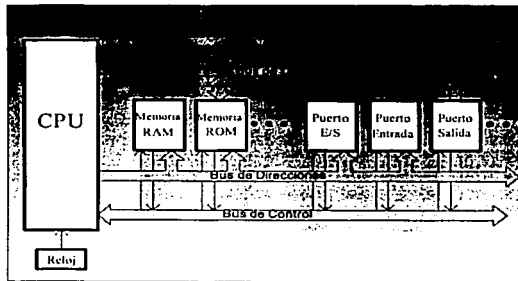 CPU
Memoria
RAM
Memoria
ROM
Puerto
E/S
Puerto
Entrada
Puerto
Salida
Bus de Direcciones
Bus de Control
Reloj